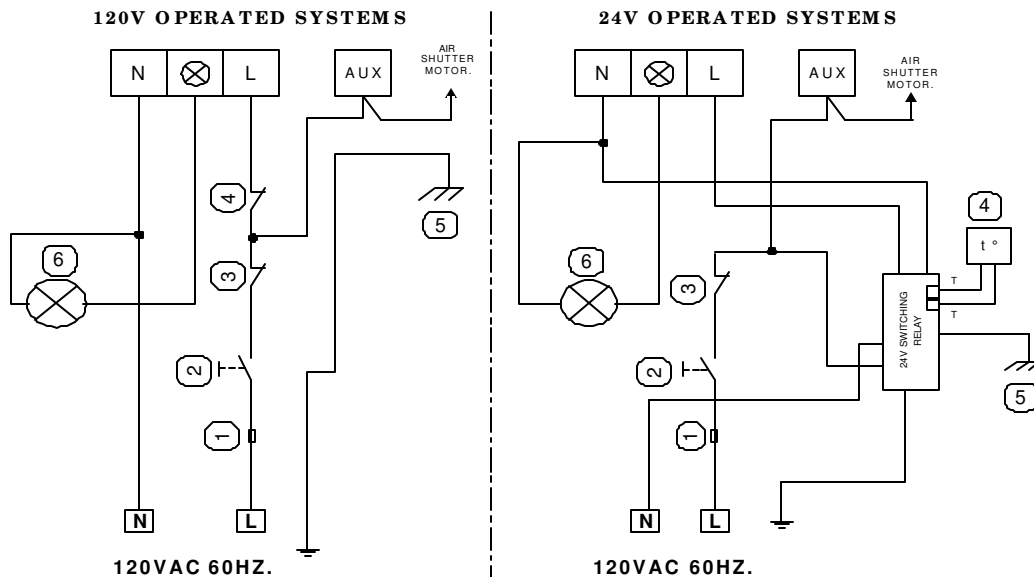 120V OPERATED SYSTEMS
N
L
AUX
AIR
SHUTTER
MOTOR.
4
5
6
3
2
1
N
L
120VAC 60HZ.
24V OPERATED SYSTEMS
N
L
AUX
AIR
SHUTTER
MOTOR.
4
t °
6
3
T
T
24V SWITCHING
RELAY
2
5
1
N
L
120VAC 60HZ.